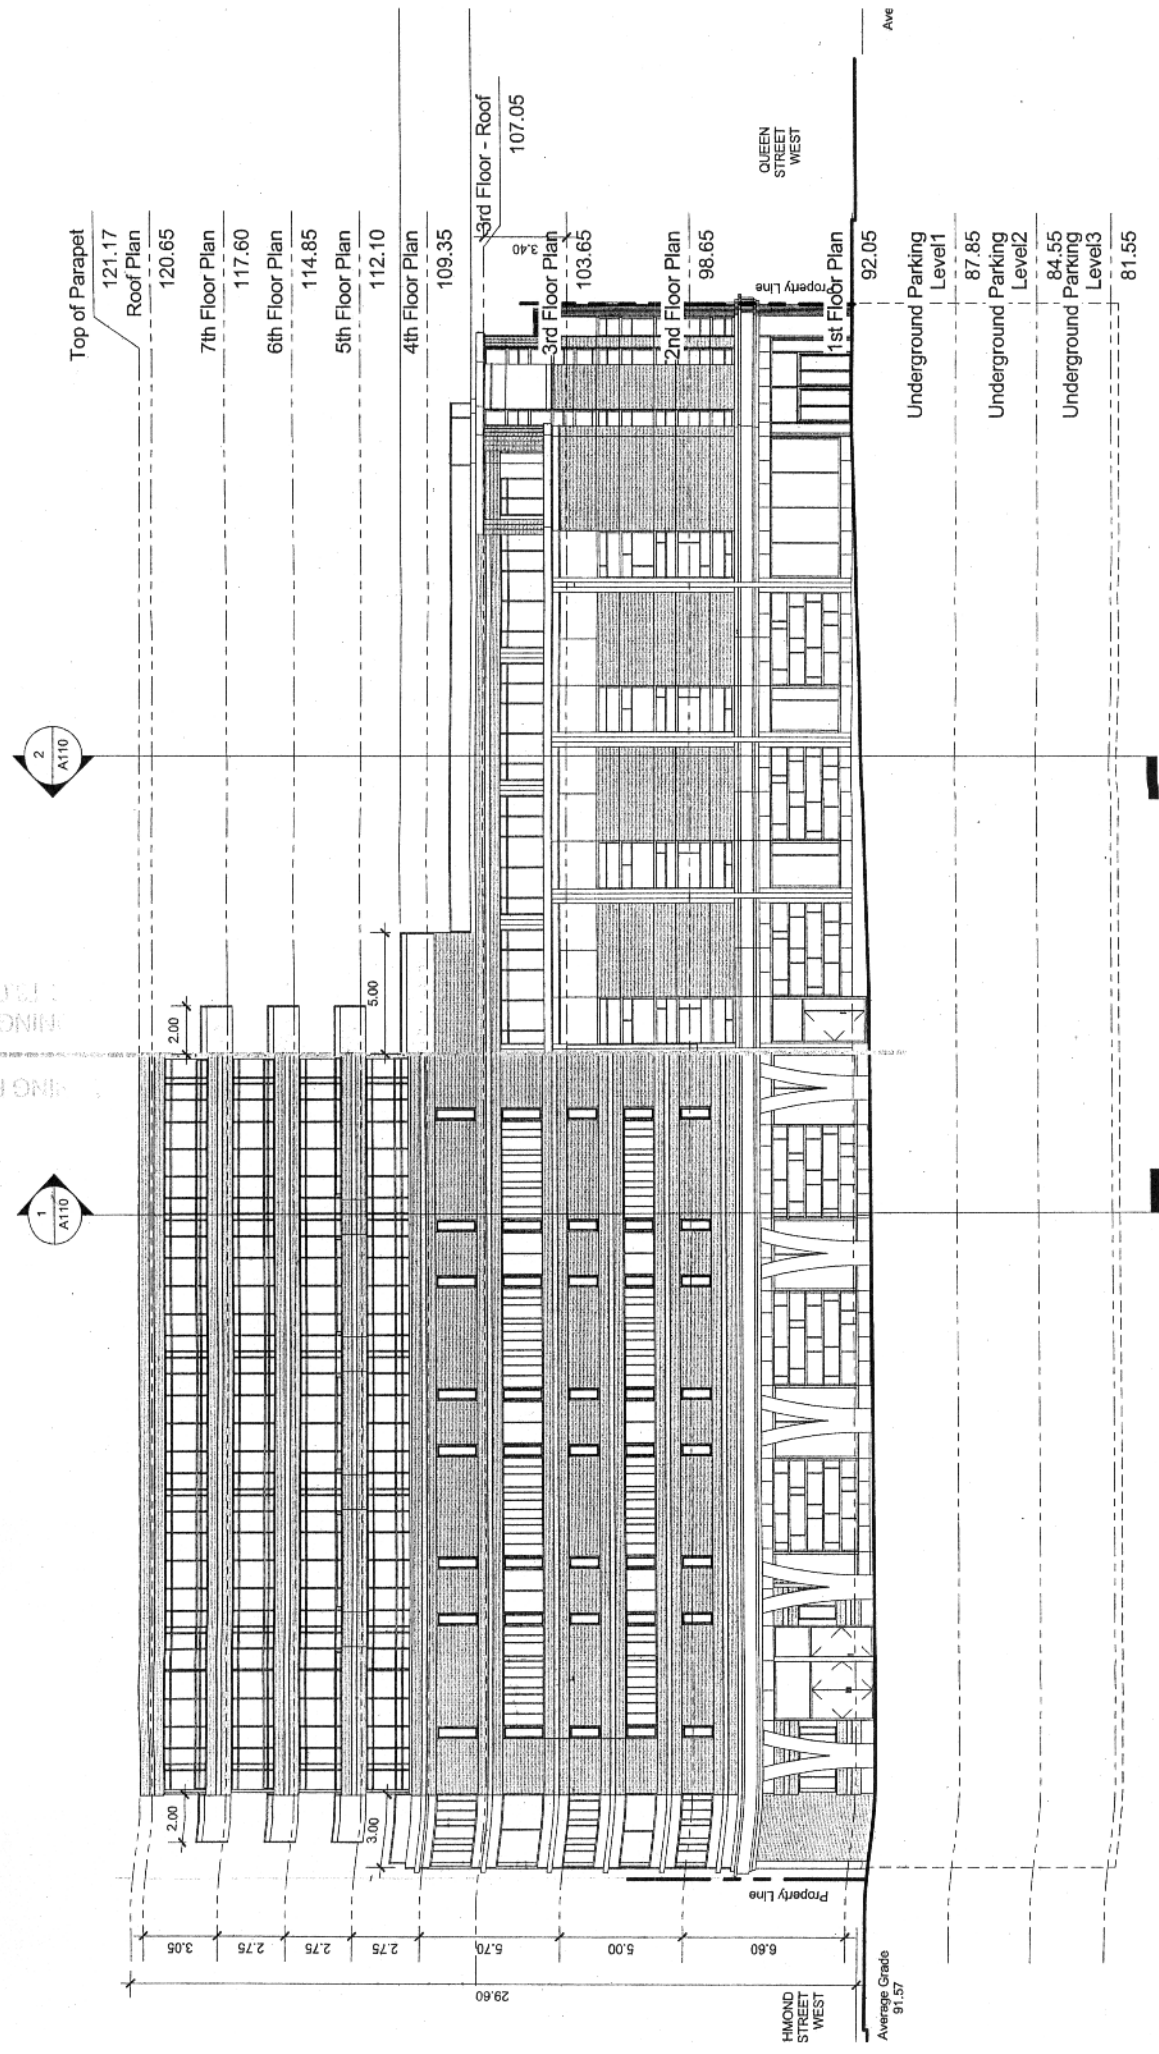 Top of Parapet
121.17
Roof Plan
120.65
7th Floor Plan
117.60
6th Floor Plan
114.85
5th Floor Plan
112.10
4th Floor Plan
109.35
3rd Floor - Roof
107.05
3.40
3rd Floor Plan
103.65
2nd Floor Plan
98.65
Property Line
1st Floor Plan
92.05
QUEEN
STREET
WEST
Ave
Underground Parking
Level1
87.85
Underground Parking
Level2
84.55
Underground Parking
Level3
81.55
2
A110
1
A110
2.00
5.00
2.00
3.00
3.05
2.75
2.75
2.75
5.70
5.00
6.60
29.60
Property Line
HMOND
STREET
WEST
Average Grade
91.57